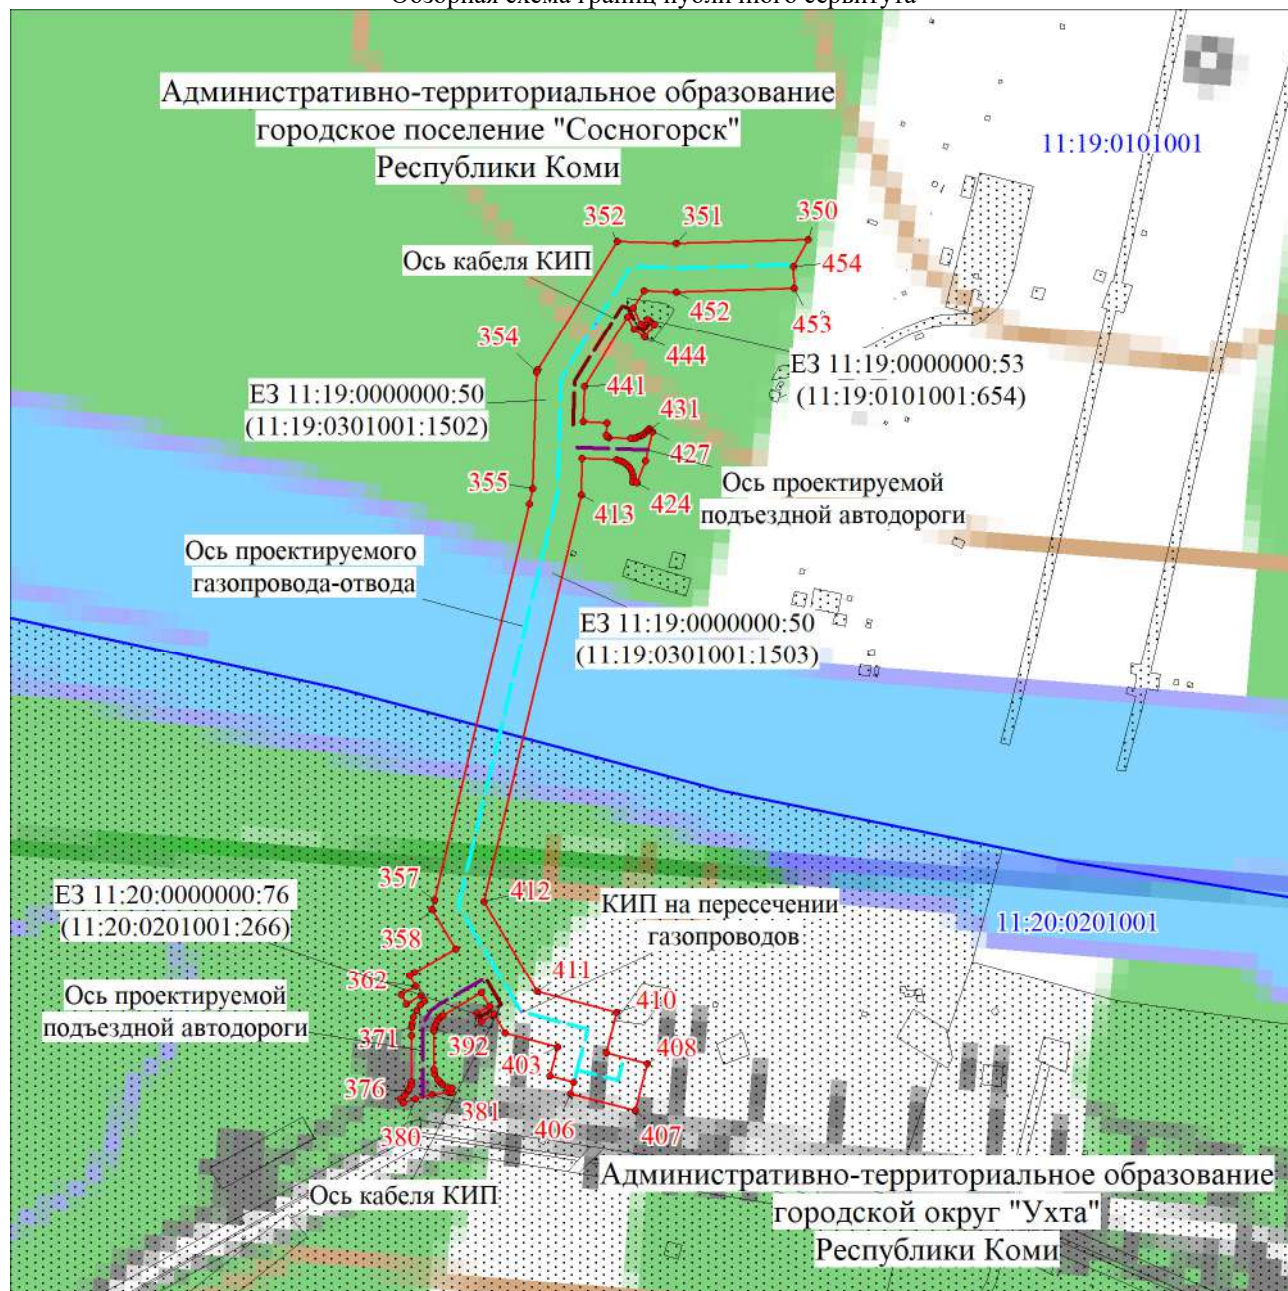 Обзорная схема границ публичного сервитута
Административно-территориальное образование
городское поселение "Сосногорск"
Республики Коми
11:19:0101001
352
351
350
Ось кабеля КИП
454
452
453
354
444
ЕЗ 11:19:0000000:53
(11:19:0101001:654)
ЕЗ 11:19:0000000:50
(11:19:0301001:1502)
441
431
427
355
424
Ось проектируемой
подъездной автодороги
413
Ось проектируемого
газопровода-отвода
ЕЗ 11:19:0000000:50
(11:19:0301001:1503)
357
412
ЕЗ 11:20:0000000:76
(11:20:0201001:266)
КИП на пересечении
газопроводов
11:20:0201001
358
411
362
410
Ось проектируемой
подъездной автодороги
371
392
403
408
376
381
406
407
380
Ось кабеля КИП
Административно-территориальное образование
городской округ "Ухта"
Республики Коми